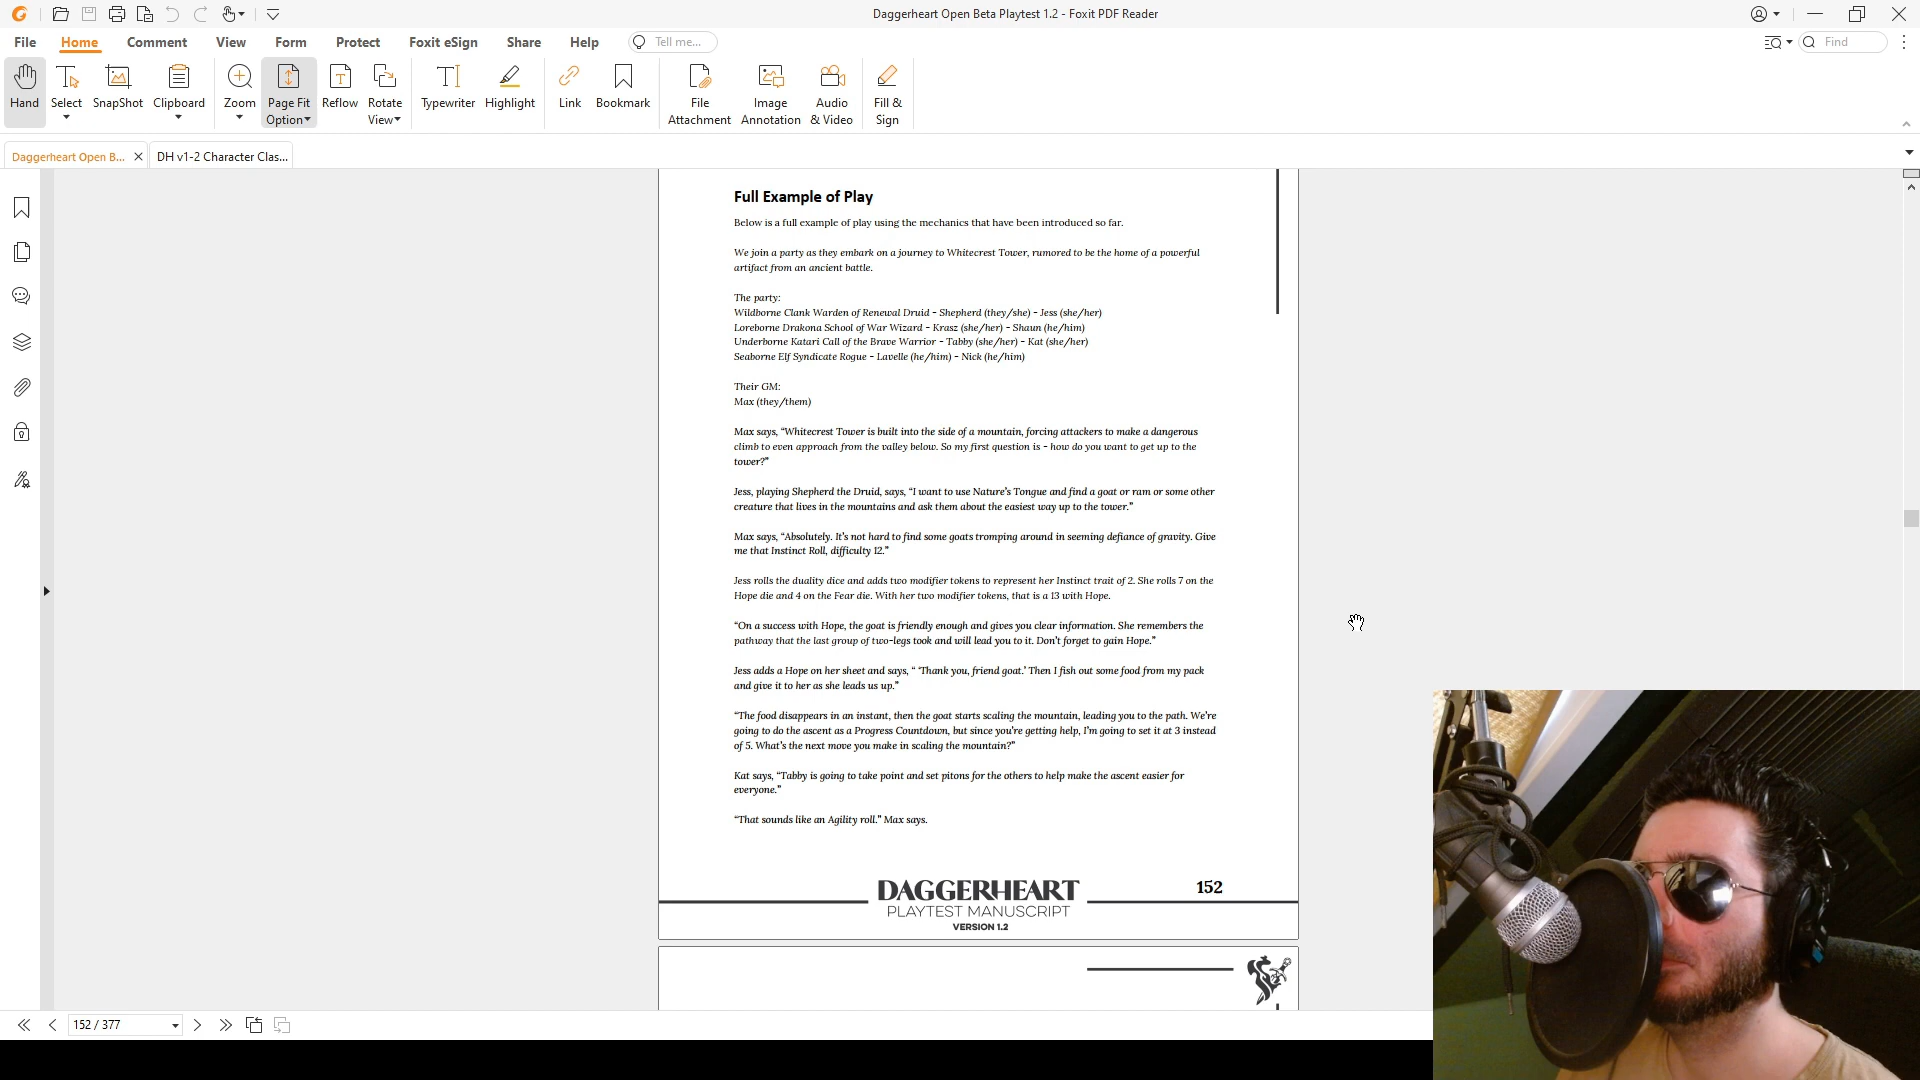 Daggerheart Open Beta Playtest 1.2 - Foxit PDF Reader
File Home Comment View Form Protect Foxit eSign Share Help Tell me... Find
Hand Select SnapShot Clipboard Zoom Page Fit Option Reflow Rotate View Typewriter Highlight Link Bookmark File Attachment Image Annotation Audio & Video Fill & Sign
Daggerheart Open B... DH v1-2 Character Clas...
Full Example of Play
Below is a full example of play using the mechanics that have been introduced so far.
We join a party as they embark on a journey to Whitecrest Tower, rumored to be the home of a powerful
artifact from an ancient battle.
The party:
Wildborne Clank Warden of Renewal Druid - Shepherd (they/she) - Jess (she/her)
Loreborne Drakona School of War Wizard - Krasz (she/her) - Shaun (he/him)
Underborne Katari Call of the Brave Warrior - Tabby (she/her) - Kat (she/her)
Seaborne Elf Syndicate Rogue - Lavelle (he/him) - Nick (he/him)
Their GM:
Max (they/them)
Max says, “Whitecrest Tower is built into the side of a mountain, forcing attackers to make a dangerous
climb to even approach from the valley below. So my first question is - how do you want to get up to the
tower?”
Jess, playing Shepherd the Druid, says, “I want to use Nature’s Tongue and find a goat or ram or some other
creature that lives in the mountains and ask them about the easiest way up to the tower.”
Max says, “Absolutely. It’s not hard to find some goats tromping around in seeming defiance of gravity. Give
me that Instinct Roll, difficulty 12.”
Jess rolls the duality dice and adds two modifier tokens to represent her Instinct trait of 2. She rolls 7 on the
Hope die and 4 on the Fear die. With her two modifier tokens, that is a 13 with Hope.
“On a success with Hope, the goat is friendly enough and gives you clear information. She remembers the
pathway that the last group of two-legs took and will lead you to it. Don’t forget to gain Hope.”
Jess adds a Hope on her sheet and says, “ ‘Thank you, friend goat.’ Then I fish out some food from my pack
and give it to her as she leads us up.”
“The food disappears in an instant, then the goat starts scaling the mountain, leading you to the path. We’re
going to do the ascent as a Progress Countdown, but since you’re getting help, I’m going to set it at 3 instead
of 5. What’s the next move you make in scaling the mountain?”
Kat says, “Tabby is going to take point and set pitons for the others to help make the ascent easier for
everyone.”
“That sounds like an Agility roll.” Max says.
DAGGERHEART
152
PLAYTEST MANUSCRIPT
VERSION 1.2
152 / 377